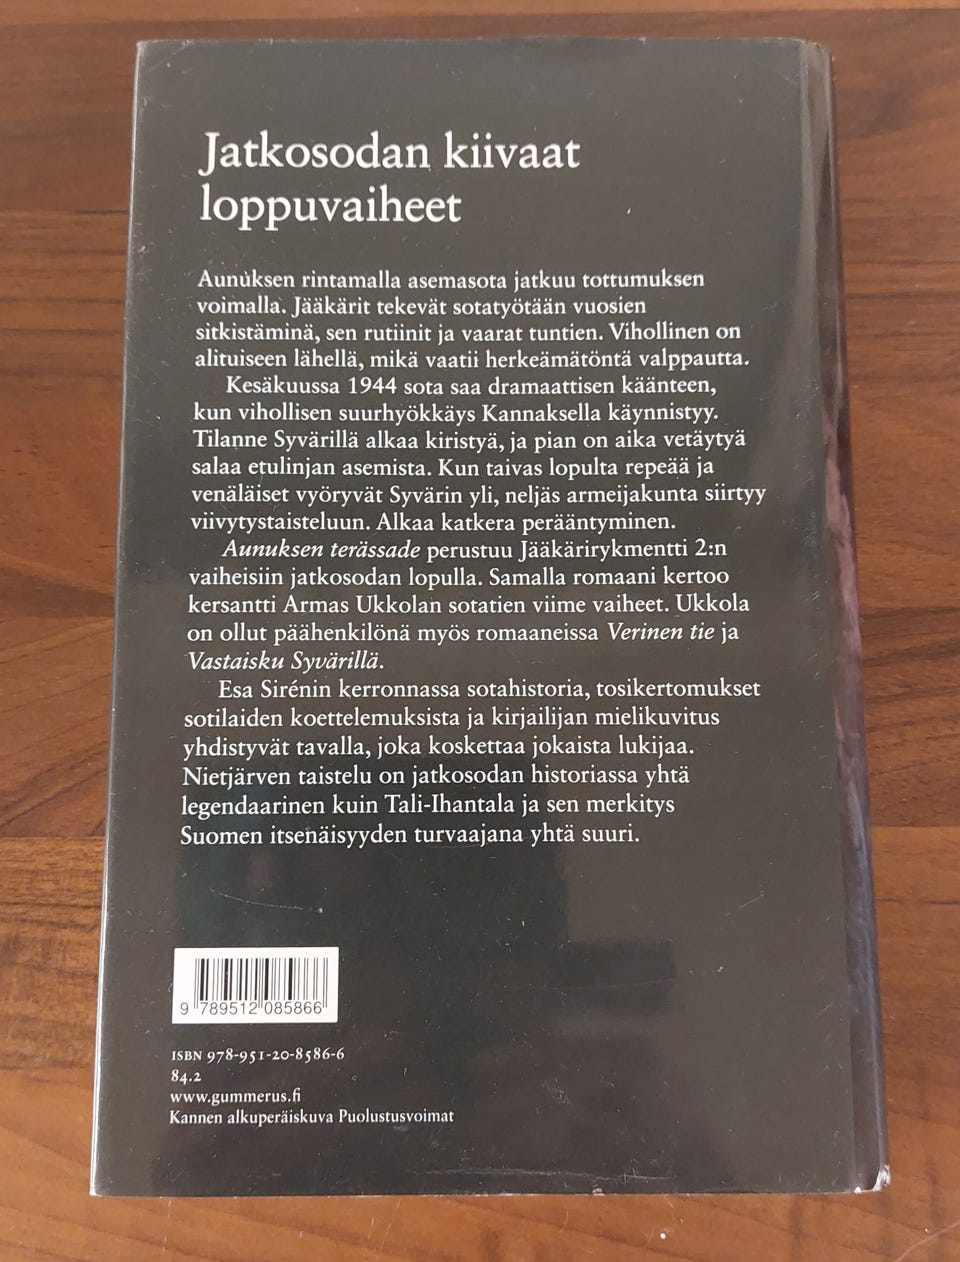 Jatkosodan kiivaat
loppuvaiheet
Aunuksen rintamalla asemasota jatkuu tottumuksen
voimalla. Jääkärit tekevät sotatyötään vuosien
sitkistäminä, sen rutiinit ja vaarat tuntien. Vihollinen on
alituiseen lähellä, mikä vaatii herkeämätöntä valppautta.
Kesäkuussa 1944 sota saa dramaattisen käänteen,
kun vihollisen suurhyökkäys Kannaksella käynnistyy.
Tilanne Syvärillä alkaa kiristyä, ja pian on aika vetäytyä
salaa etulinjan asemista. Kun taivas lopulta repeää ja
venäläiset vyöryvät Syvärin yli, neljäs armeijakunta siirtyy
viivytystaisteluun. Alkaa katkera perääntyminen.
Aunuksen terässade perustuu Jääkärirykmentti 2:n
vaiheisiin jatkosodan lopulla. Samalla romaani kertoo
kersantti Armas Ukkolan sotatien viime vaiheet. Ukkola
on ollut päähenkilönä myös romaaneissa Verinen tie ja
Vastaisku Syvärillä.
Esa Sirénin kerronnassa sotahistoria, tosikertomukset
sotilaiden koettelemuksista ja kirjailijan mielikuvitus
yhdistyvät tavalla, joka koskettaa jokaista lukijaa.
Nietjärven taistelu on jatkosodan historiassa yhtä
legendaarinen kuin Tali-Ihantala ja sen merkitys
Suomen itsenäisyyden turvaajana yhtä suuri.
9 789512 085866
ISBN 978-951-20-8586-6
84.2
www.gummerus.fi
Kannen alkuperäiskuva Puolustusvoimat